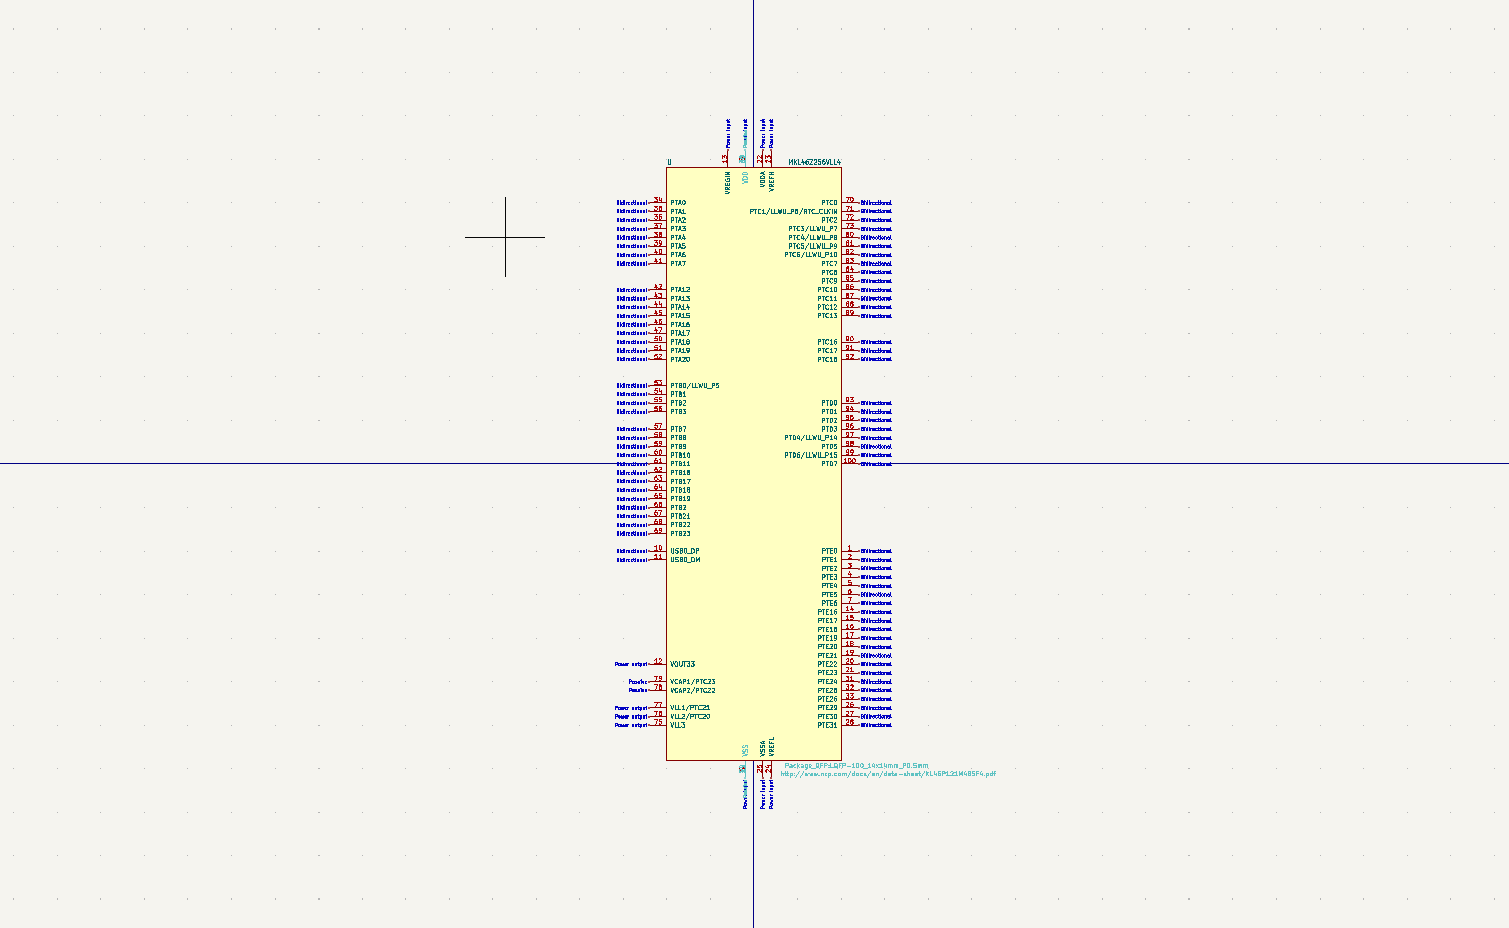 Power input
Power input
Power input
Power input
13
22
23
U
MKL46Z256VLL4
VREGIN
VDD
VDDA
VREFH
Bidirectional 34 PTA0
Bidirectional 35 PTA1
Bidirectional 36 PTA2
Bidirectional 37 PTA3
Bidirectional 38 PTA4
Bidirectional 39 PTA5
Bidirectional 40 PTA6
Bidirectional 41 PTA7
Bidirectional 42 PTA12
Bidirectional 43 PTA13
Bidirectional 44 PTA14
Bidirectional 45 PTA15
Bidirectional 46 PTA16
Bidirectional 47 PTA17
Bidirectional 50 PTA18
Bidirectional 51 PTA19
Bidirectional 52 PTA20
Bidirectional 53 PTB0/LLWU_P5
Bidirectional 54 PTB1
Bidirectional 55 PTB2
Bidirectional 56 PTB3
Bidirectional 57 PTB7
Bidirectional 58 PTB8
Bidirectional 59 PTB9
Bidirectional 60 PTB10
Bidirectional 61 PTB11
Bidirectional 62 PTB16
Bidirectional 63 PTB17
Bidirectional 64 PTB18
Bidirectional 65 PTB19
Bidirectional 66 PTB2
Bidirectional 67 PTB21
Bidirectional 68 PTB22
Bidirectional 69 PTB23
Bidirectional 10 USB0_DP
Bidirectional 11 USB0_DM
Power output 12 VOUT33
Passive 79 VCAP1/PTC23
Passive 78 VCAP2/PTC22
Power output 77 VLL1/PTC21
Power output 76 VLL2/PTC20
Power output 75 VLL3
PTC0 70 Bidirectional
PTC1/LLWU_P6/RTC_CLKIN 71 Bidirectional
PTC2 72 Bidirectional
PTC3/LLWU_P7 73 Bidirectional
PTC4/LLWU_P8 80 Bidirectional
PTC5/LLWU_P9 81 Bidirectional
PTC6/LLWU_P10 82 Bidirectional
PTC7 83 Bidirectional
PTC8 84 Bidirectional
PTC9 85 Bidirectional
PTC10 86 Bidirectional
PTC11 87 Bidirectional
PTC12 88 Bidirectional
PTC13 89 Bidirectional
PTC16 90 Bidirectional
PTC17 91 Bidirectional
PTC18 92 Bidirectional
PTD0 93 Bidirectional
PTD1 94 Bidirectional
PTD2 95 Bidirectional
PTD3 96 Bidirectional
PTD4/LLWU_P14 97 Bidirectional
PTD5 98 Bidirectional
PTD6/LLWU_P15 99 Bidirectional
PTD7 100
PTE0 1 Bidirectional
PTE1 2 Bidirectional
PTE2 3 Bidirectional
PTE3 4 Bidirectional
PTE4 5 Bidirectional
PTE5 6 Bidirectional
PTE6 7 Bidirectional
PTE16 14 Bidirectional
PTE17 15 Bidirectional
PTE18 16 Bidirectional
PTE19 17 Bidirectional
PTE20 18 Bidirectional
PTE21 19 Bidirectional
PTE22 20 Bidirectional
PTE23 21 Bidirectional
PTE24 31 Bidirectional
PTE25 32 Bidirectional
PTE26 33 Bidirectional
PTE29 26 Bidirectional
PTE30 27 Bidirectional
PTE31 28 Bidirectional
VSS
VSSA
VREFL
25
24
Power input
Power input
Power input
Package_QFP:LQFP-100_14x14mm_P0.5mm
http://www.nxp.com/docs/en/data-sheet/KL46P121M48SF4.pdf